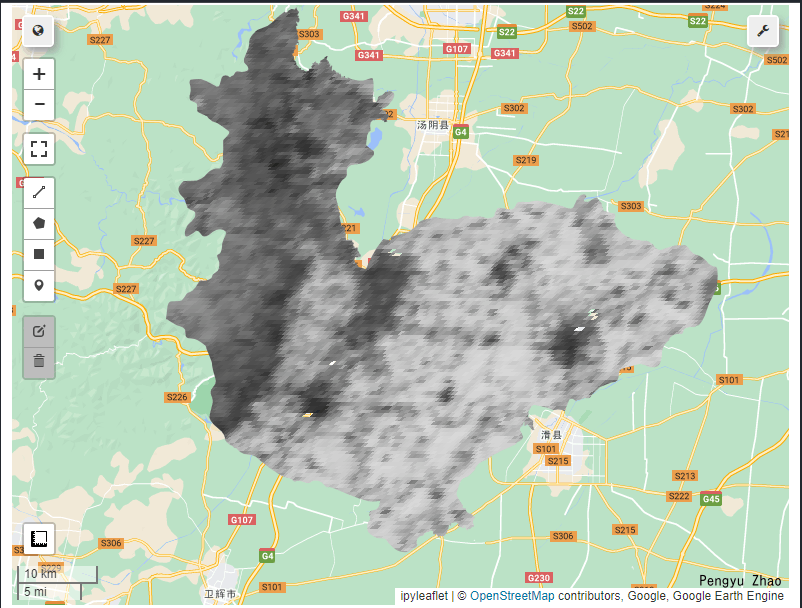 G341
S22
S224
S227
S303
S22
S502
G107
G341
G341
S502
+
−
S302
S302
汤阴县
G4
S219
S303
S227
S227
S101
S226
滑县
S101
S215
S213
S222
G45
G107
S306
G4
S306
S215
10 km
5 mi
S229
S101
G230
卫辉市
Pengyu Zhao
ipyleaflet | © OpenStreetMap contributors, Google, Google Earth Engine